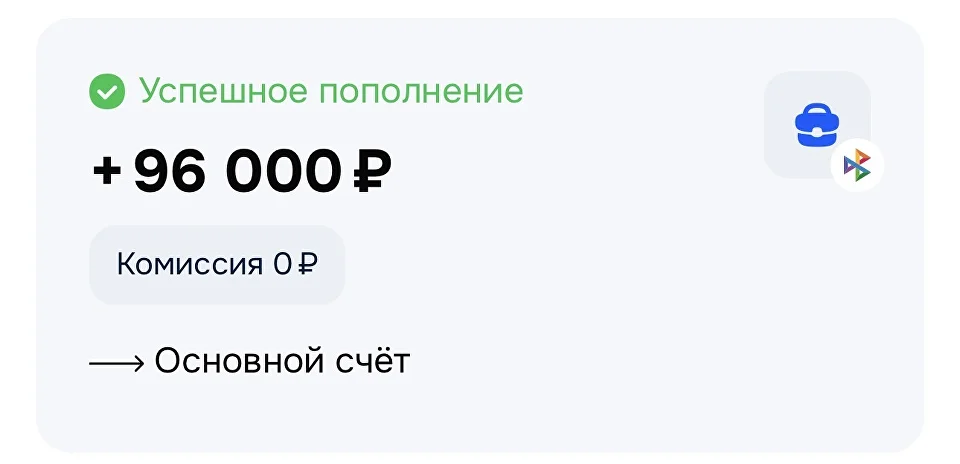 Успешное пополнение
+ 96 000 ₽
Комиссия 0 ₽
→ Основной счёт